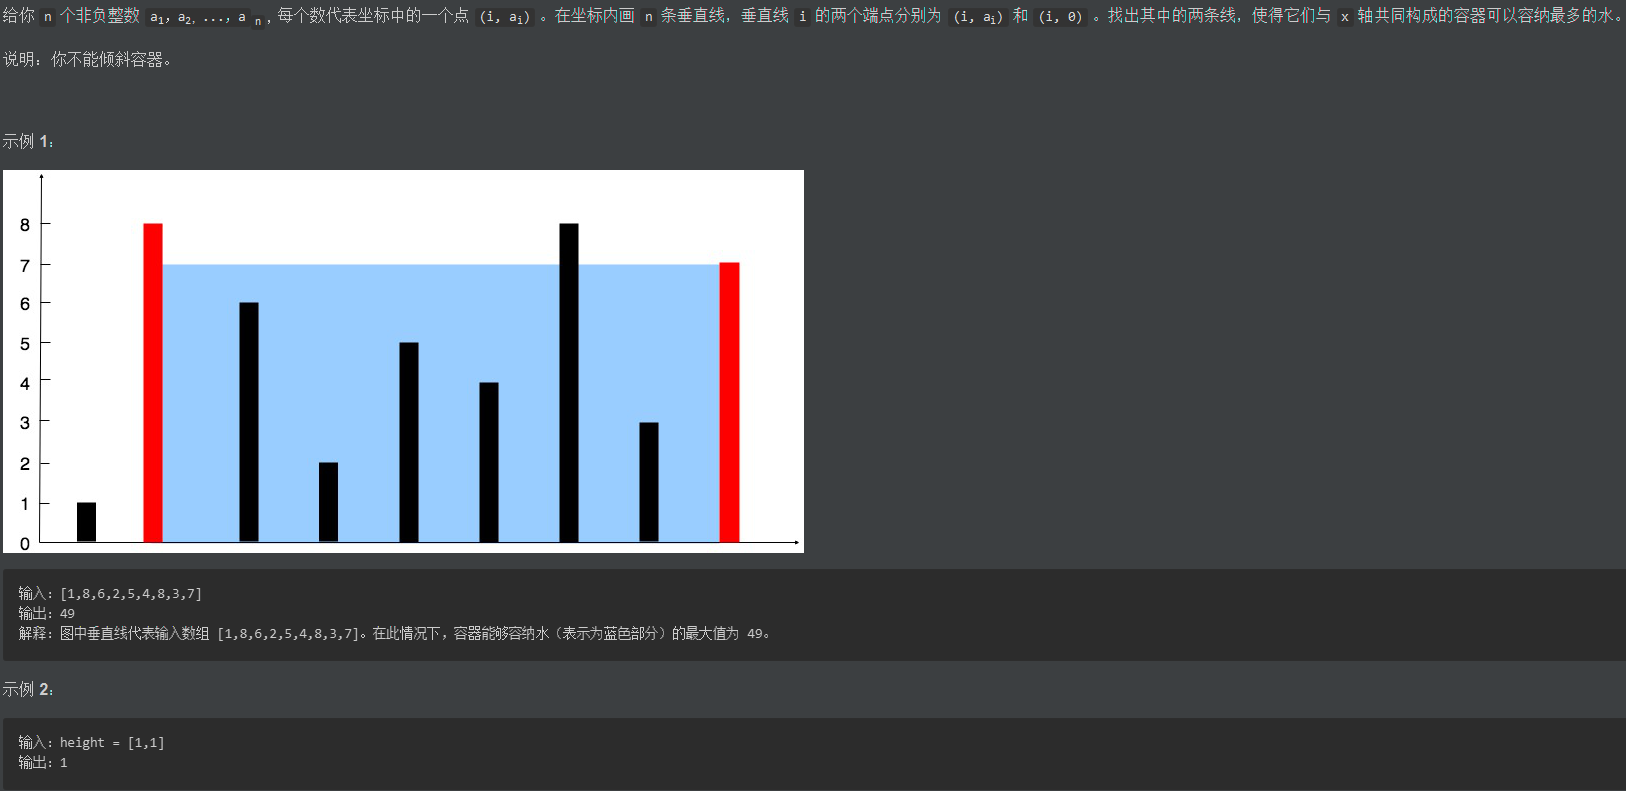 给你 n 个非负整数 a1，a2，...，a n，每个数代表坐标中的一个点 (i, ai) 。在坐标内画 n 条垂直线，垂直线 i 的两个端点分别为 (i, ai) 和 (i, 0) 。找出其中的两条线，使得它们与 x 轴共同构成的容器可以容纳最多的水。
说明：你不能倾斜容器。
示例 1：
8
7
6
5
4
3
2
1
0
输入：[1,8,6,2,5,4,8,3,7]
输出：49
解释：图中垂直线代表输入数组 [1,8,6,2,5,4,8,3,7]。在此情况下，容器能够容纳水（表示为蓝色部分）的最大值为 49。
示例 2：
输入：height = [1,1]
输出：1